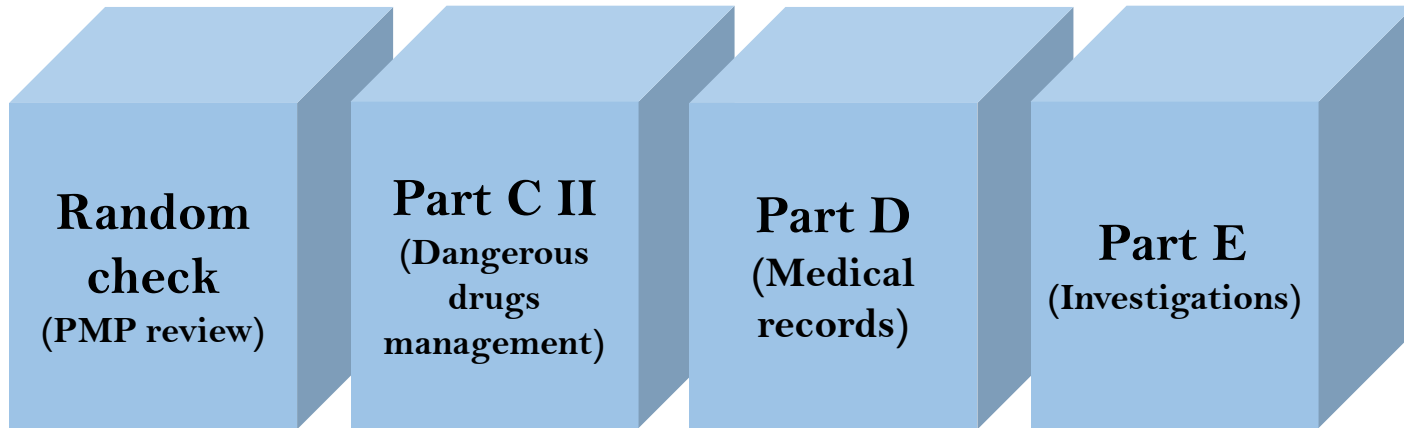 Random
check
(PMP review)
Part C II
(Dangerous
drugs
management)
Part D
(Medical
records)
Part E
(Investigations)